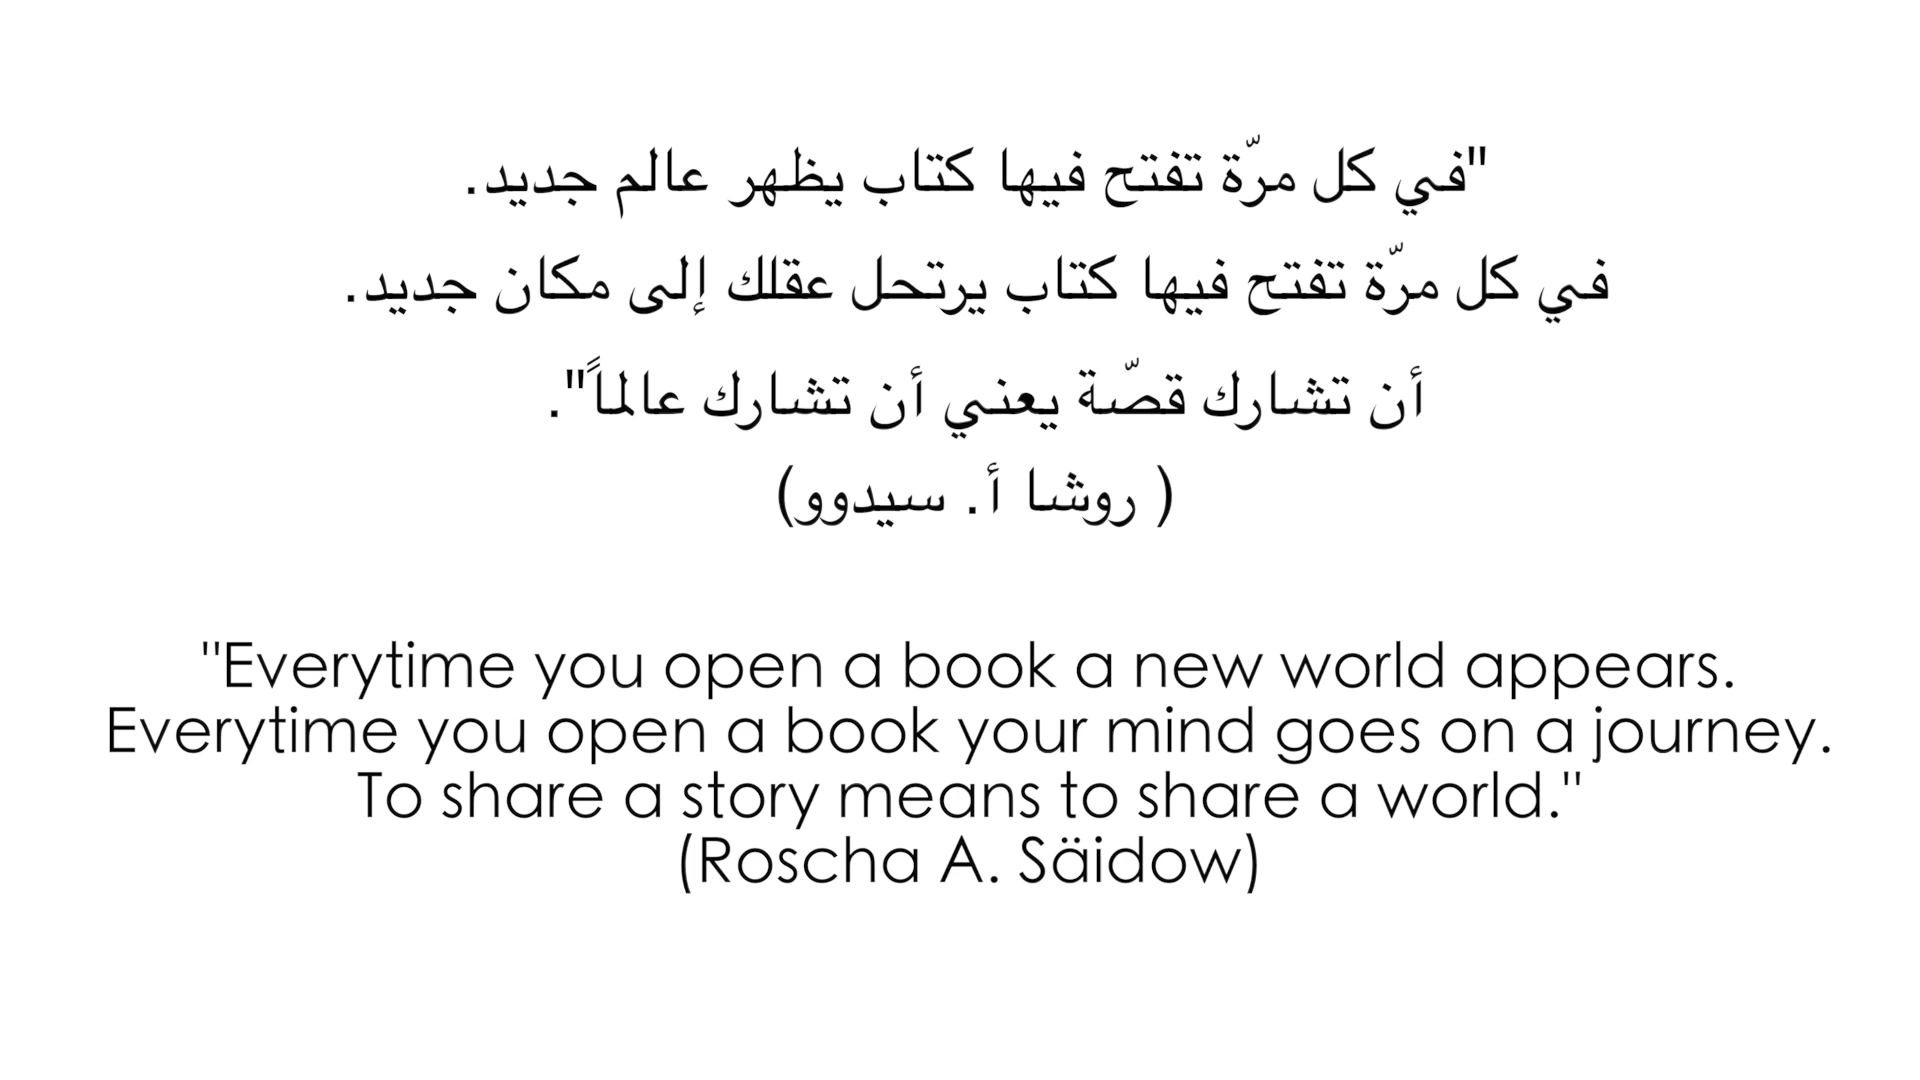 "في كل مرّة تفتح فيها كتاب يظهر عالم جديد.
في كل مرّة تفتح فيها كتاب يرتحل عقلك إلى مكان جديد.
أن تشارك قصّة يعني أن تشارك عالماً".
( روشا أ. سيدوو)
"Everytime you open a book a new world appears.
Everytime you open a book your mind goes on a journey.
To share a story means to share a world."
(Roscha A. Säidow)